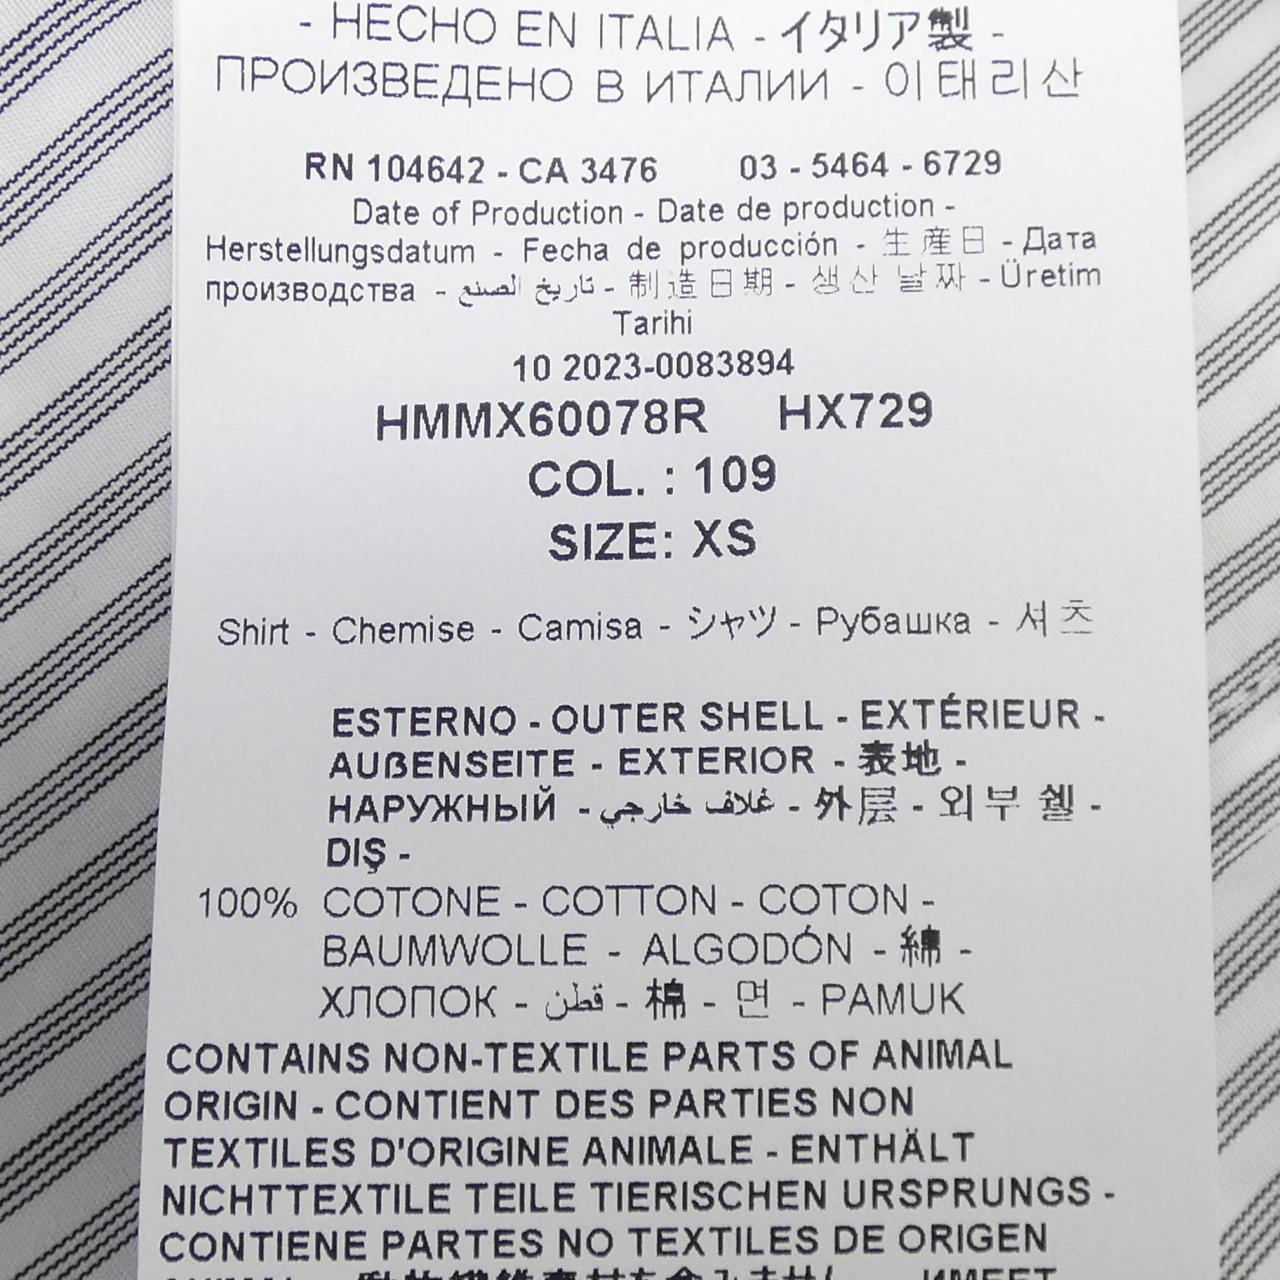 - HECHO EN ITALIA - イタリア製 -
ПРОИЗВЕДЕНО В ИТАЛИИ - 이태리산
RN 104642 - CA 3476 03 - 5464 - 6729
Date of Production - Date de production -
Herstellungsdatum - Fecha de producción - 生産日 - Дата
производства - تاريخ الصنع - 制造日期 - 생산 날짜 - Üretim
Tarihi
10 2023-0083894
HMMX60078R HX729
COL. : 109
SIZE: XS
Shirt - Chemise - Camisa - シャツ - Рубашка - 셔츠
ESTERNO - OUTER SHELL - EXTÉRIEUR -
AUßENSEITE - EXTERIOR - 表地 -
НАРУЖНЫЙ - غلاف خارجي - 外层 - 외부 쉘 -
DIŞ -
100% COTONE - COTTON - COTON -
BAUMWOLLE - ALGODÓN - 綿 -
ХЛОПОК - قطن - 棉 - 면 - PAMUK
CONTAINS NON-TEXTILE PARTS OF ANIMAL
ORIGIN - CONTIENT DES PARTIES NON
TEXTILES D'ORIGINE ANIMALE - ENTHÄLT
NICHTTEXTILE TEILE TIERISCHEN URSPRUNGS -
CONTIENE PARTES NO TEXTILES DE ORIGEN